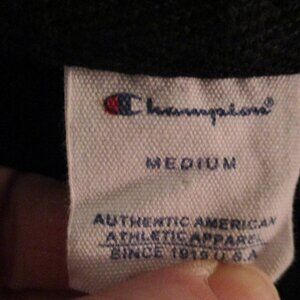 Champion®
MEDIUM
AUTHENTIC AMERICAN
ATHLETIC APPAREL
SINCE 1919 U.S.A.